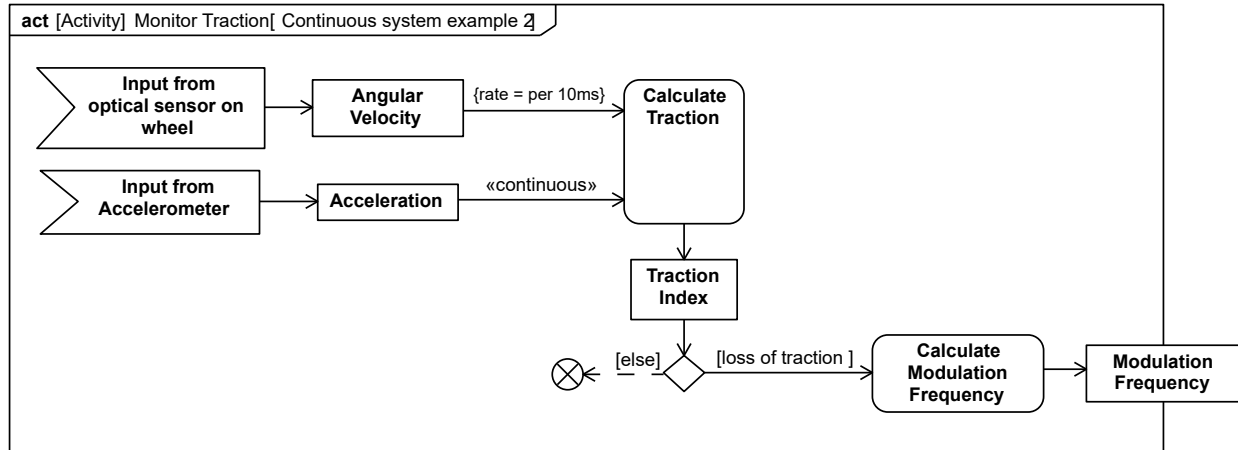 act [Activity] Monitor Traction[ Continuous system example 2]
Input from
optical sensor on
wheel
Angular
Velocity
{rate = per 10ms}
Calculate
Traction
Input from
Accelerometer
Acceleration
«continuous»
Traction
Index
[else]
[loss of traction ]
Calculate
Modulation
Frequency
Modulation
Frequency